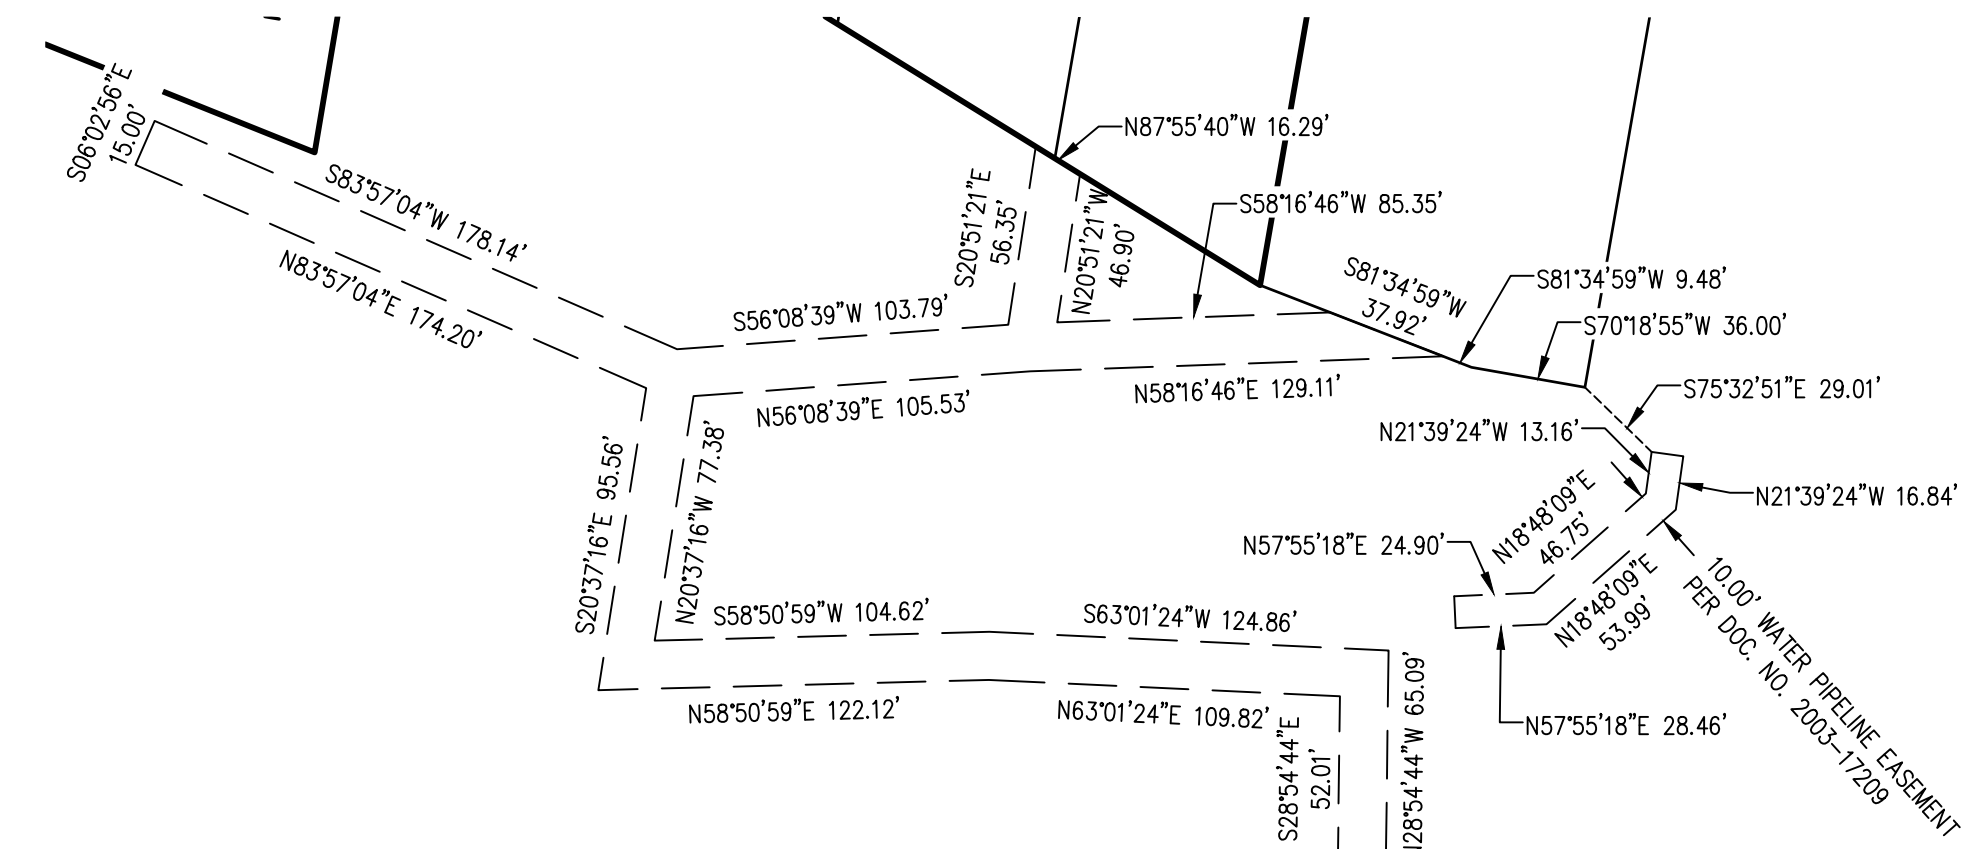 S06°02'56"E
15.00'
S83°57'04"W 178.14'
N83°57'04"E 174.20'
S56°08'39"W 103.79'
N56°08'39"E 105.53'
S20°51'21"E
56.35'
N20°51'21"W
46.90'
N87°55'40"W 16.29'
S58°16'46"W 85.35'
S81°34'59"W
37.92'
S81°34'59"W 9.48'
S70°18'55"W 36.00'
S75°32'51"E 29.01'
N58°16'46"E 129.11'
N21°39'24"W 13.16'
N21°39'24"W 16.84'
N18°48'09"E
46.75'
N57°55'18"E 24.90'
N18°48'09"E
53.99'
N57°55'18"E 28.46'
10.00' WATER PIPELINE EASEMENT
PER DOC. NO. 2003-17209
S20°37'16"E 95.56'
N20°37'16"W 77.38'
S58°50'59"W 104.62'
S63°01'24"W 124.86'
N58°50'59"E 122.12'
N63°01'24"E 109.82'
S28°54'44"E
52.01'
N28°54'44"W 65.09'